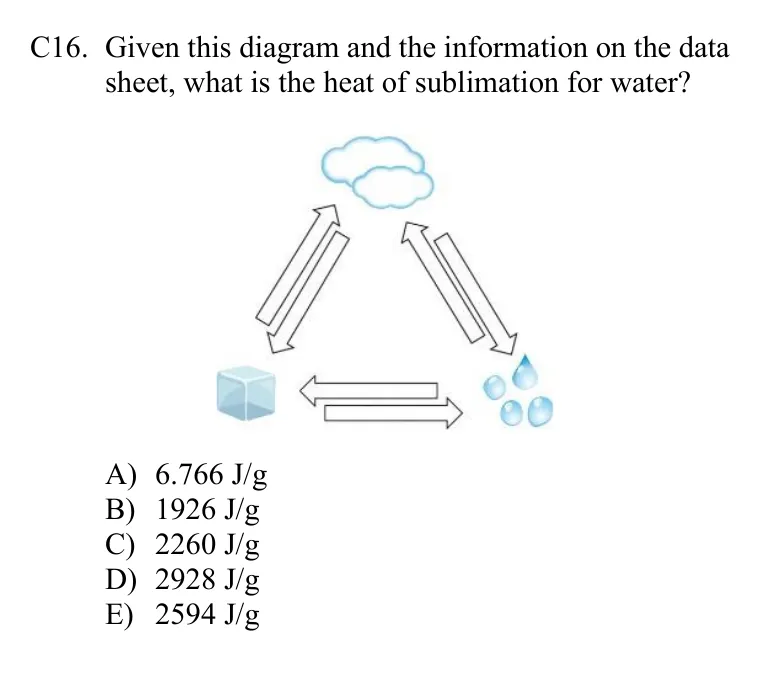 C16. Given this diagram and the information on the data
sheet, what is the heat of sublimation for water?
A) 6.766 J/g
B) 1926 J/g
C) 2260 J/g
D) 2928 J/g
E) 2594 J/g